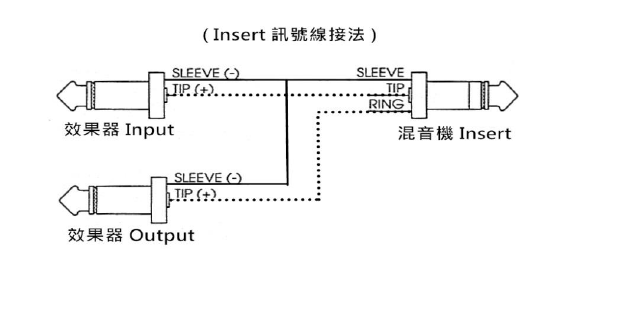 (Insert 訊號線接法)
SLEEVE (-)
SLEEVE
TIP (+)
TIP
RING
效果器 Input
混音機 Insert
SLEEVE (-)
TIP (+)
效果器 Output